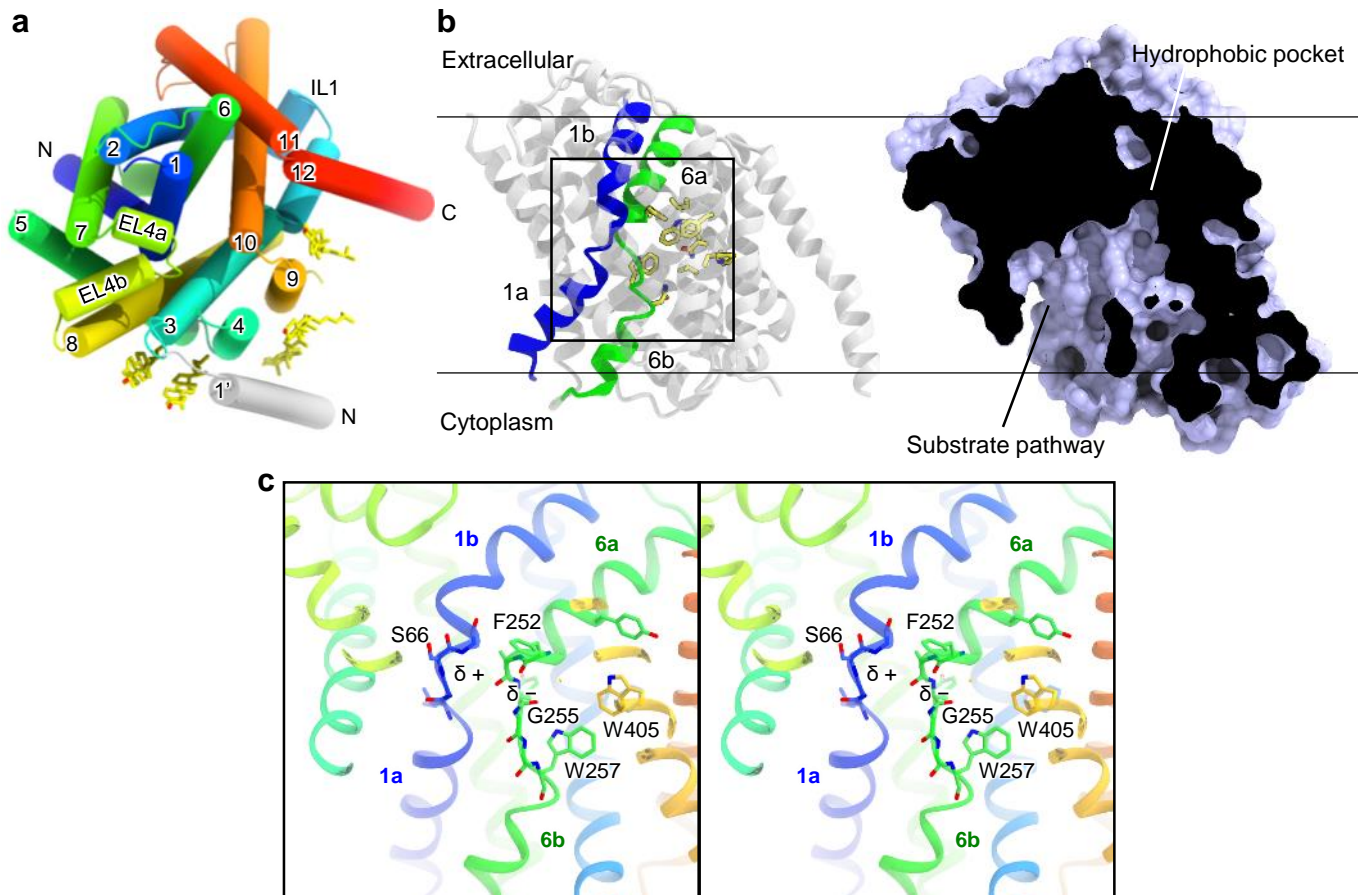 a
6
IL1
N
2
1
11
12
5
7
EL4a
10
C
9
EL4b
3
4
8
1'
N
b
Extracellular
Hydrophobic pocket
1b
6a
1a
6b
Cytoplasm
Substrate pathway
c
1b
6a
S66
F252
δ +
δ –
G255
W405
W257
1a
6b
1b
6a
S66
F252
δ +
δ –
G255
W405
W257
1a
6b